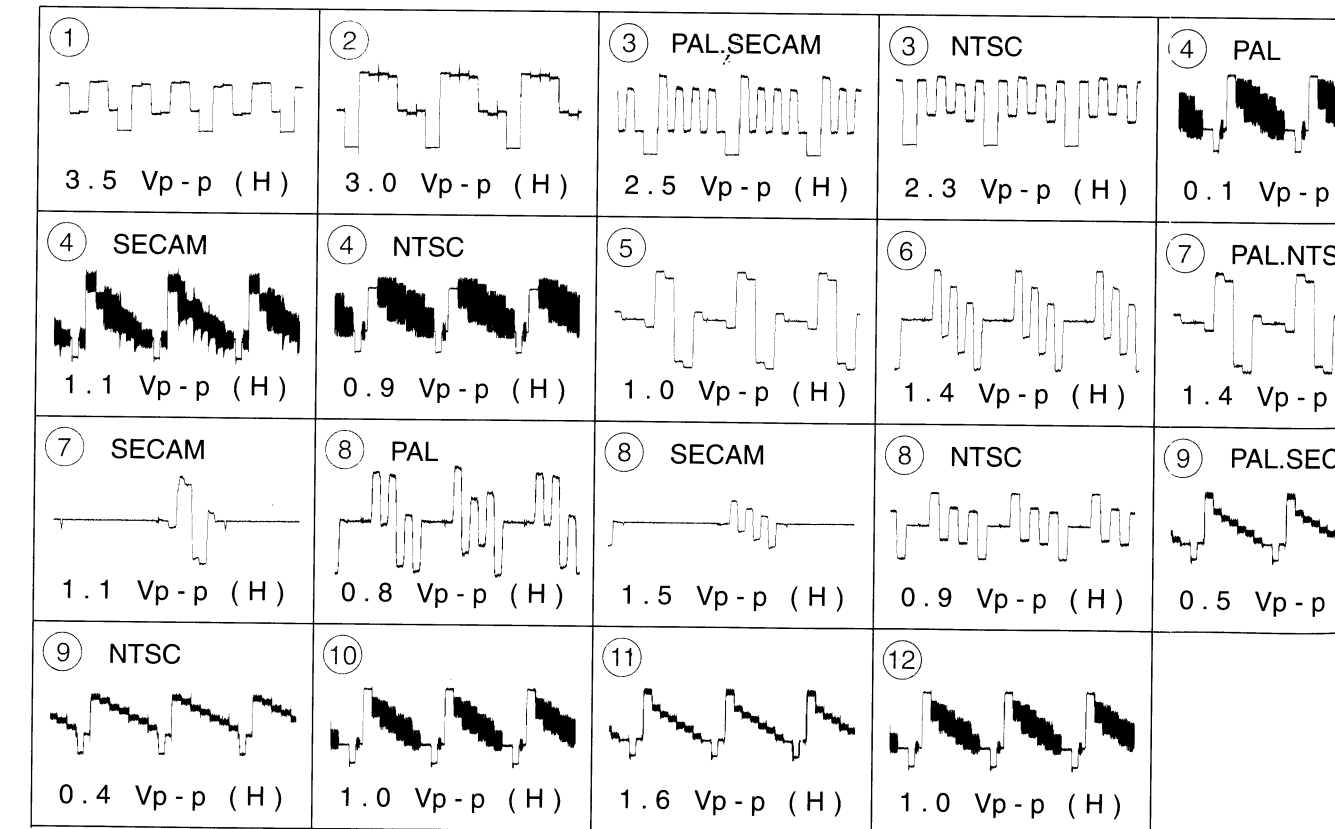 ① ② ③ PAL.SECAM ③ NTSC ④ PAL
3.5 Vp-p (H) 3.0 Vp-p (H) 2.5 Vp-p (H) 2.3 Vp-p (H) 0.1 Vp-p
④ SECAM ④ NTSC ⑤ ⑥ ⑦ PAL.NTS
1.1 Vp-p (H) 0.9 Vp-p (H) 1.0 Vp-p (H) 1.4 Vp-p (H) 1.4 Vp-p
⑦ SECAM ⑧ PAL ⑧ SECAM ⑧ NTSC ⑨ PAL.SEC
1.1 Vp-p (H) 0.8 Vp-p (H) 1.5 Vp-p (H) 0.9 Vp-p (H) 0.5 Vp-p
⑨ NTSC ⑩ ⑪ ⑫
0.4 Vp-p (H) 1.0 Vp-p (H) 1.6 Vp-p (H) 1.0 Vp-p (H)